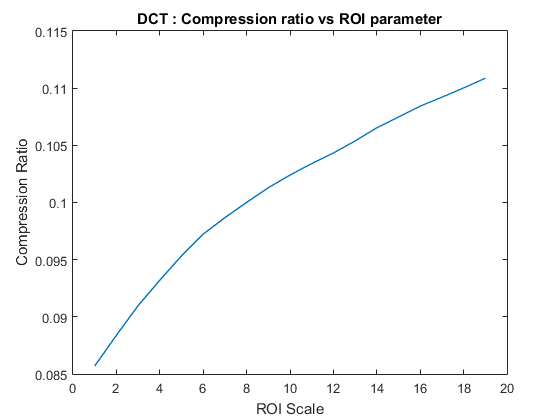 DCT : Compression ratio vs ROI parameter
0.115
0.11
0.105
0.1
0.095
0.09
0.085
Compression Ratio
0 2 4 6 8 10 12 14 16 18 20
ROI Scale